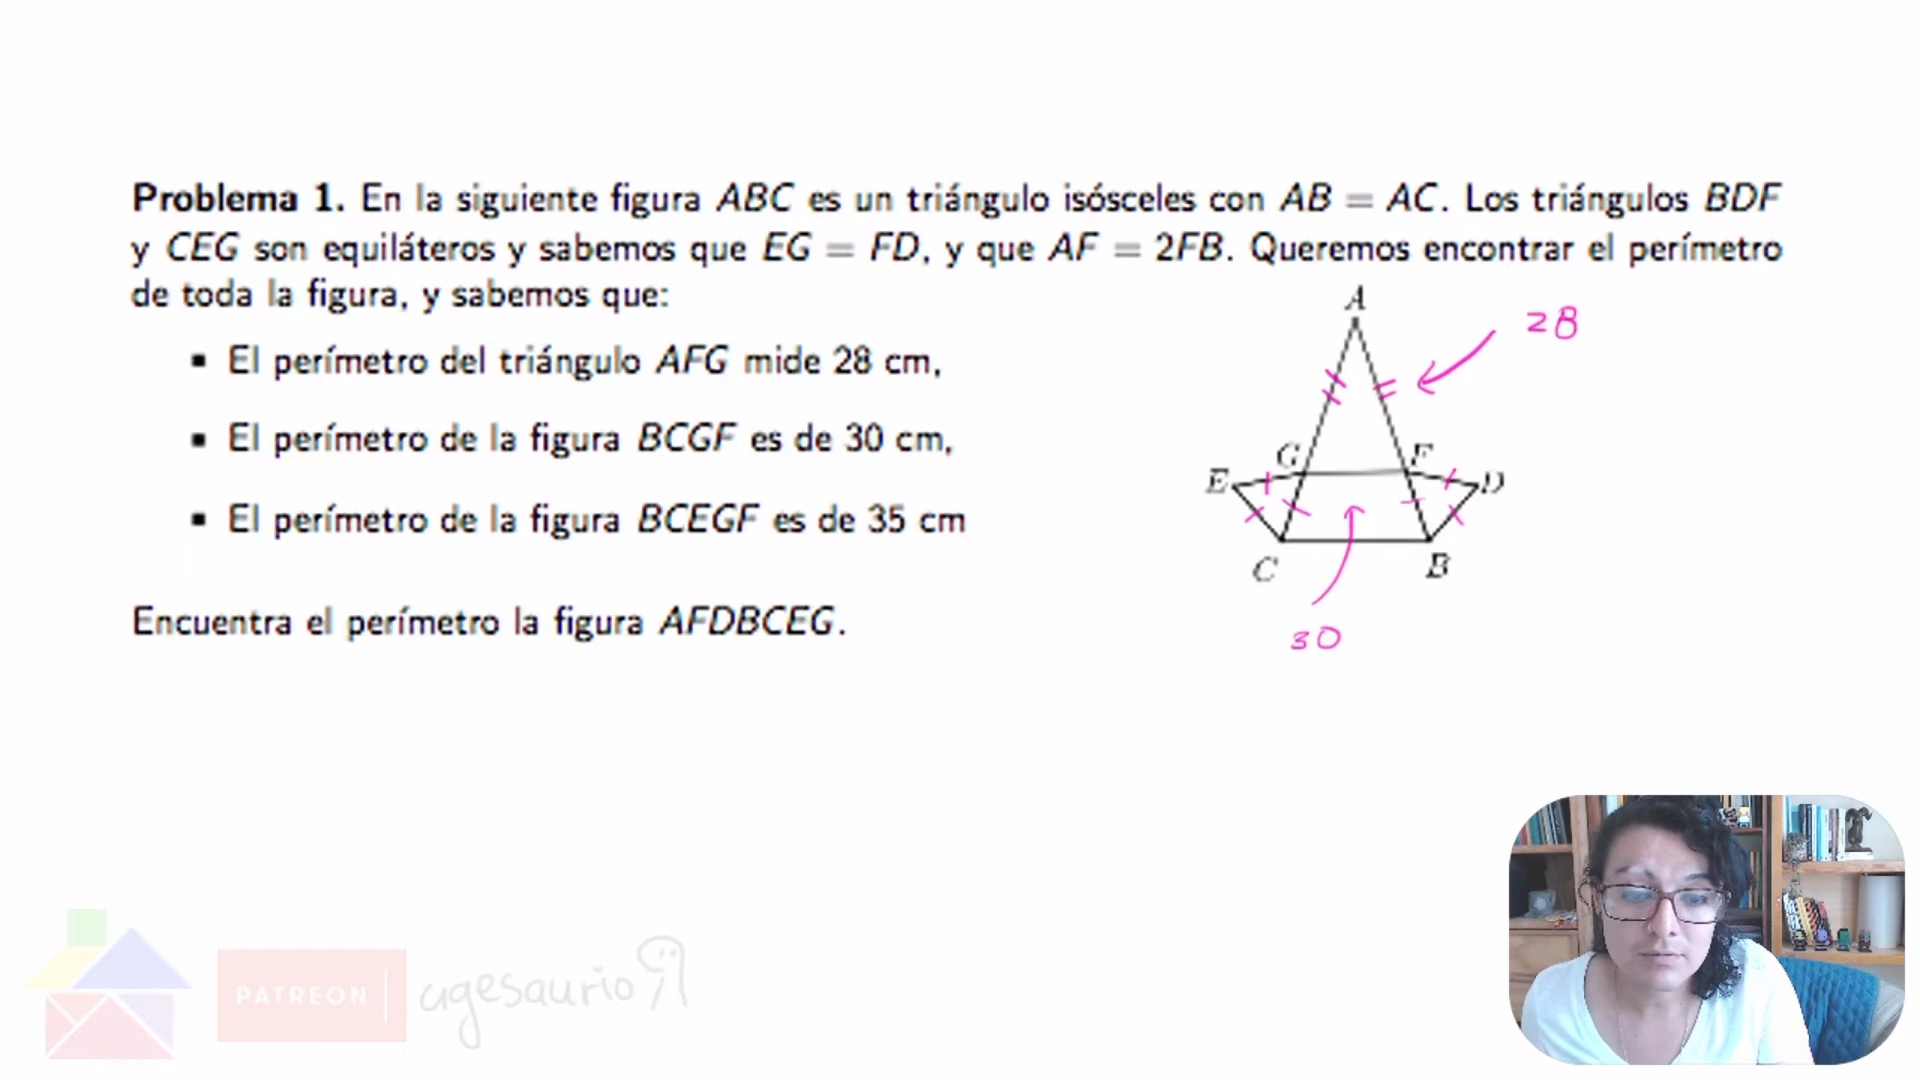 Problema 1. En la siguiente figura ABC es un triángulo isósceles con AB = AC. Los triángulos BDF
y CEG son equiláteros y sabemos que EG = FD, y que AF = 2FB. Queremos encontrar el perímetro
de toda la figura, y sabemos que:
▪ El perímetro del triángulo AFG mide 28 cm,
▪ El perímetro de la figura BCGF es de 30 cm,
▪ El perímetro de la figura BCEGF es de 35 cm
Encuentra el perímetro la figura AFDBCEG.
A
28
G F
E D
C B
30
PATREON | agesaurio